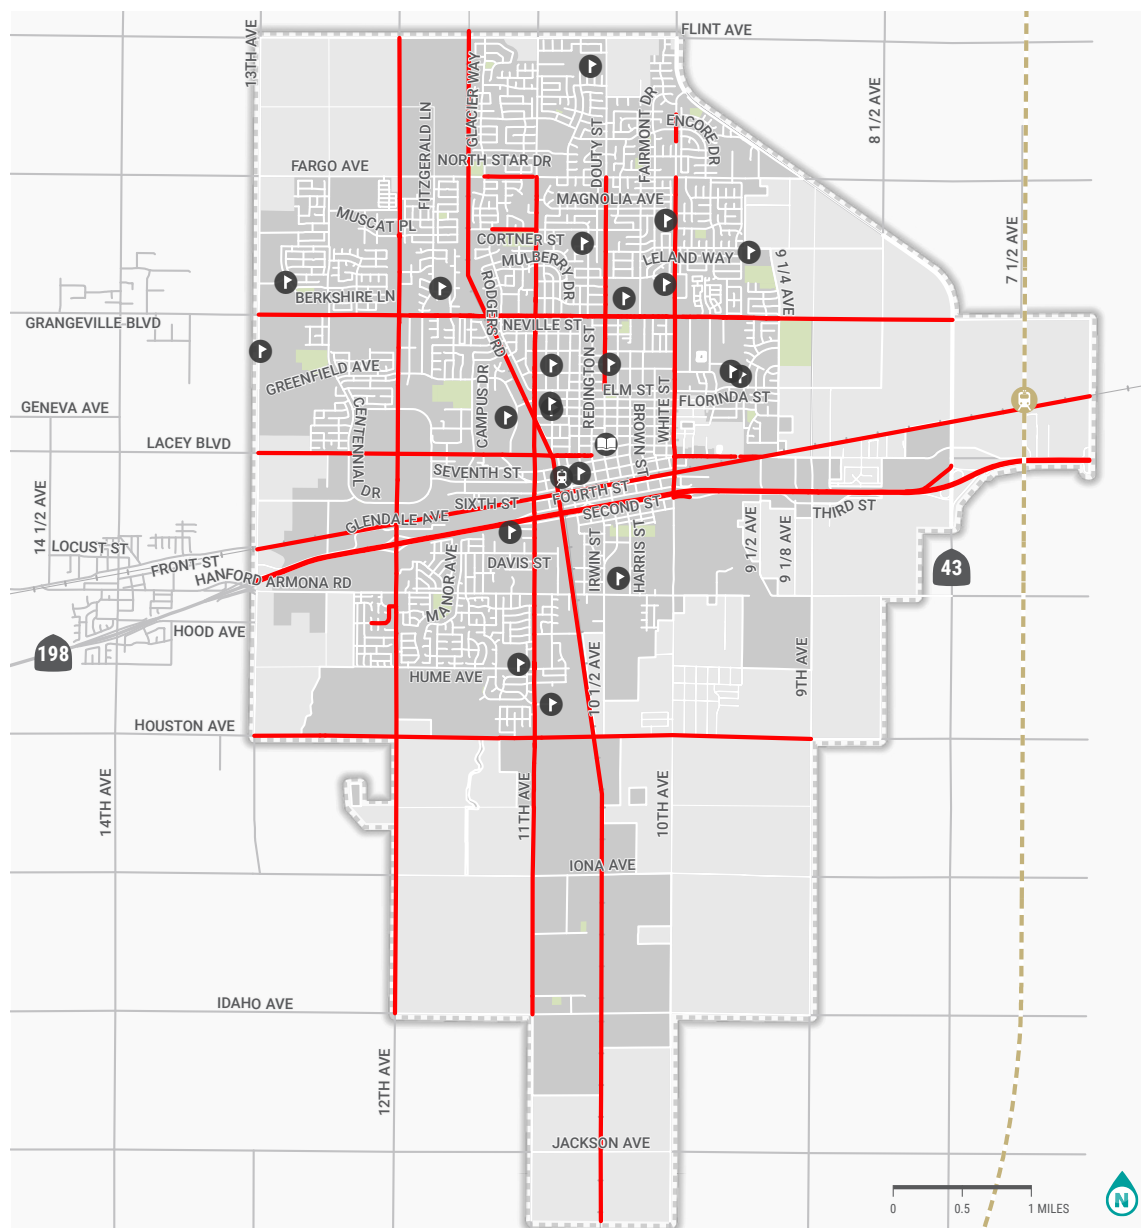 FLINT AVE
13TH AVE
GLACIER WAY
8 1/2 AVE
FITZGERALD LN
DOUTY ST
FAIRMONT DR
ENCORE DR
FARGO AVE
NORTH STAR DR
MAGNOLIA AVE
MUSCAT PL
CORTNER ST
MULBERRY DR
LELAND WAY
9 1/4 AVE
7 1/2 AVE
BERKSHIRE LN
RODGERS RD
GRANGEVILLE BLVD
NEVILLE ST
REDINGTON ST
GREENFIELD AVE
CAMPUS DR
ELM ST
FLORINDA ST
GENEVA AVE
CENTENNIAL DR
BROWN ST
WHITE ST
LACEY BLVD
SEVENTH ST
14 1/2 AVE
SIXTH ST
FOURTH ST
GLENDALE AVE
SECOND ST
THIRD ST
LOCUST ST
FRONT ST
HANFORD ARMONA RD
DAVIS ST
IRWIN ST
HARRIS ST
9 1/2 AVE
9 1/8 AVE
43
MANOR AVE
HOOD AVE
198
HUME AVE
10 1/2 AVE
9TH AVE
HOUSTON AVE
14TH AVE
11TH AVE
10TH AVE
IONA AVE
IDAHO AVE
12TH AVE
JACKSON AVE
0 0.5 1 MILES
N